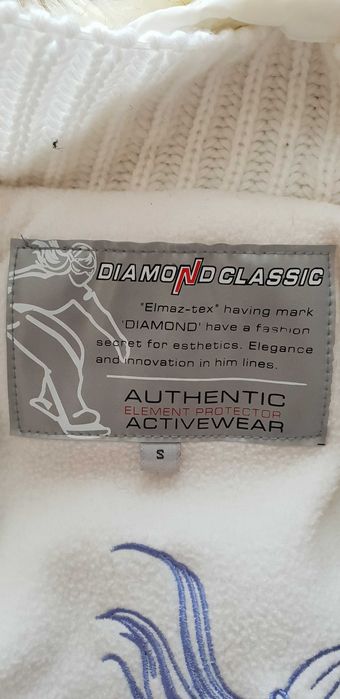 DIAMOND CLASSIC
"Elmaz-tex" having mark
'DIAMOND' have a fashion
secret for esthetics. Elegance
and innovation in him lines.
AUTHENTIC
ELEMENT PROTECTOR
ACTIVEWEAR
S